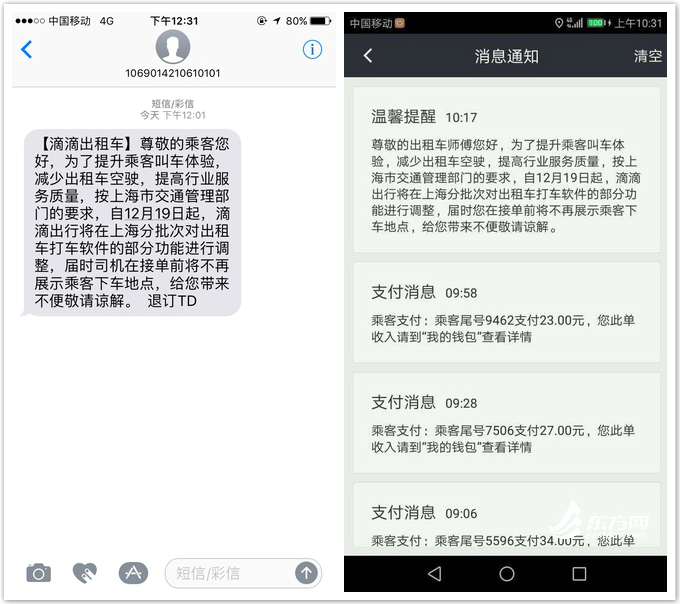 中国移动 4G 下午12:31 80%
1069014210610101
短信/彩信
今天 下午12:01
【滴滴出租车】尊敬的乘客您
好，为了提升乘客叫车体验，
减少出租车空驶，提高行业服
务质量，按上海市交通管理部
门的要求，自12月19日起，滴
滴出行将在上海分批次对出租
车打车软件的部分功能进行调
整，届时司机在接单前将不再
展示乘客下车地点，给您带来
不便敬请谅解。 退订TD
短信/彩信
中国移动 4G 100% 上午10:31
消息通知 清空
温馨提醒 10:17
尊敬的出租车师傅您好，为了提升乘客叫车体
验，减少出租车空驶，提高行业服务质量，按上
海市交通管理部门的要求，自12月19日起，滴滴
出行将在上海分批次对出租车打车软件的部分功
能进行调整，届时您在接单前将不再展示乘客下
车地点，给您带来不便敬请谅解。
支付消息 09:58
乘客支付：乘客尾号9462支付23.00元，您此单
收入请到“我的钱包”查看详情
支付消息 09:28
乘客支付：乘客尾号7506支付27.00元，您此单
收入请到“我的钱包”查看详情
支付消息 09:06
乘客支付：乘客尾号5596支付34.00元，您此单
东方网